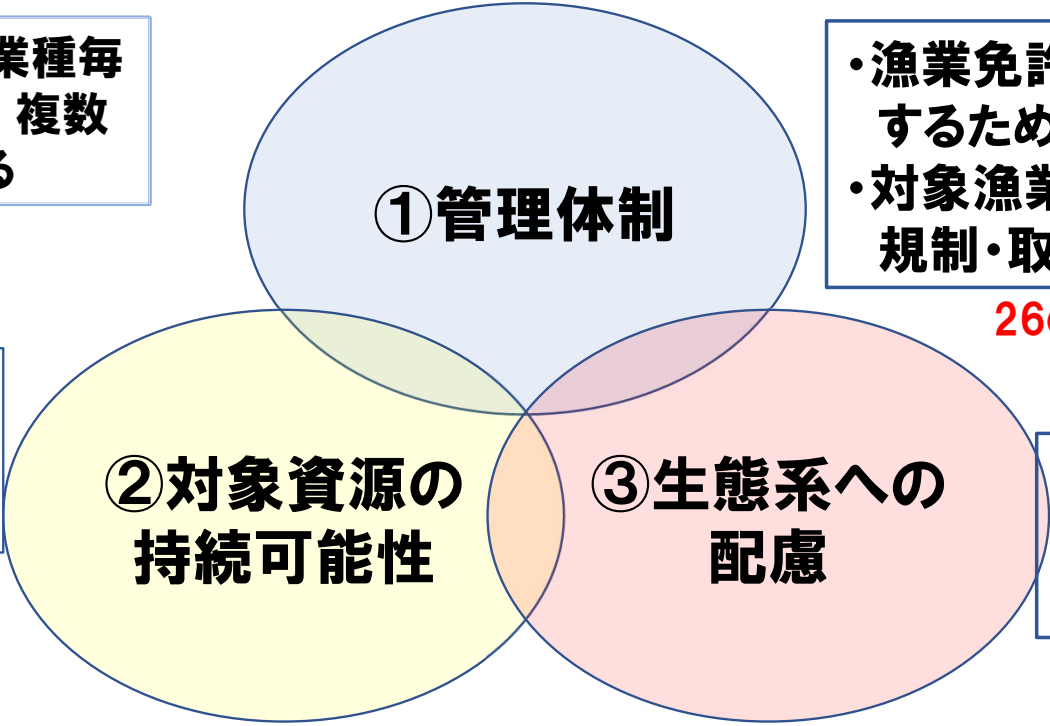 業種毎
複数
る
・漁業免許
するため
・対象漁業
規制・取
26
①管理体制
②対象資源の
持続可能性
③生態系への
配慮